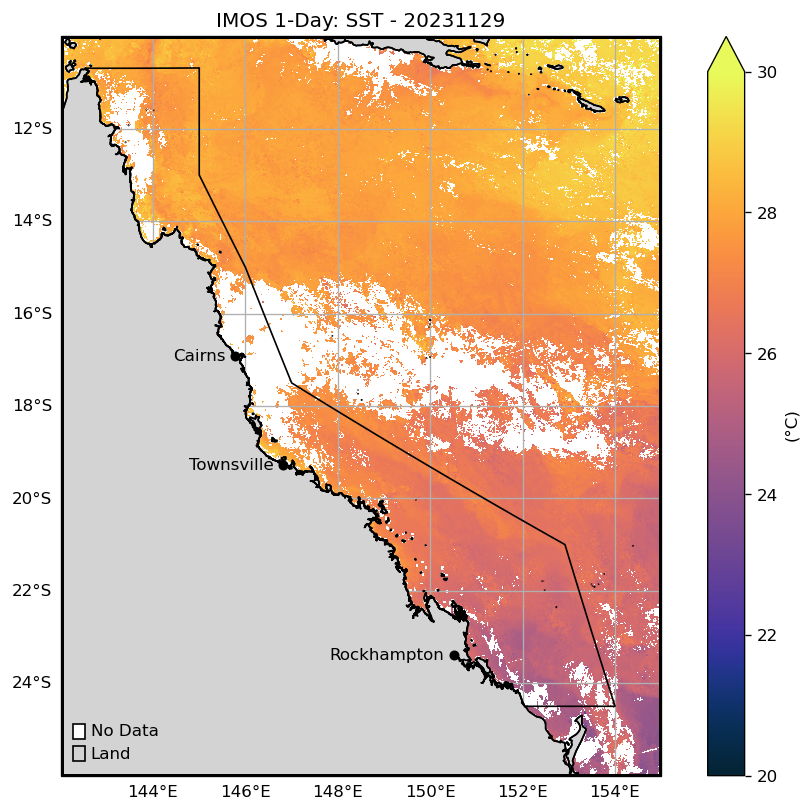 IMOS 1-Day: SST - 20231129
12°S
14°S
16°S
18°S
20°S
22°S
24°S
Cairns
Townsville
Rockhampton
No Data
Land
144°E 146°E 148°E 150°E 152°E 154°E
30
28
26
24
22
20
(°C)